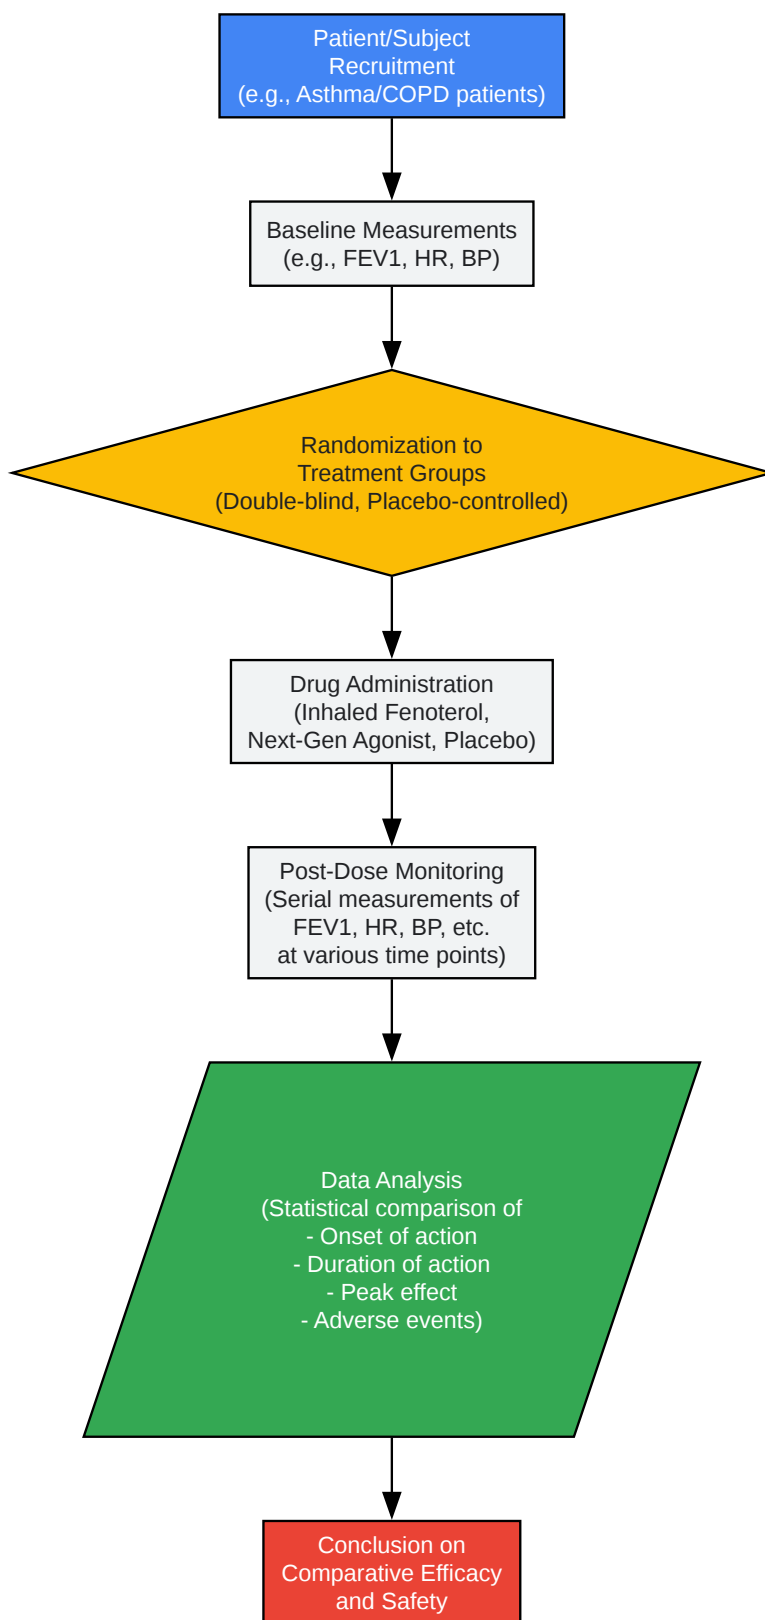 Patient/Subject
Recruitment
(e.g., Asthma/COPD patients)
Baseline Measurements
(e.g., FEV1, HR, BP)
Randomization to
Treatment Groups
(Double-blind, Placebo-controlled)
Drug Administration
(Inhaled Fenoterol,
Next-Gen Agonist, Placebo)
Post-Dose Monitoring
(Serial measurements of
FEV1, HR, BP, etc.
at various time points)
Data Analysis
(Statistical comparison of
- Onset of action
- Duration of action
- Peak effect
- Adverse events)
Conclusion on
Comparative Efficacy
and Safety